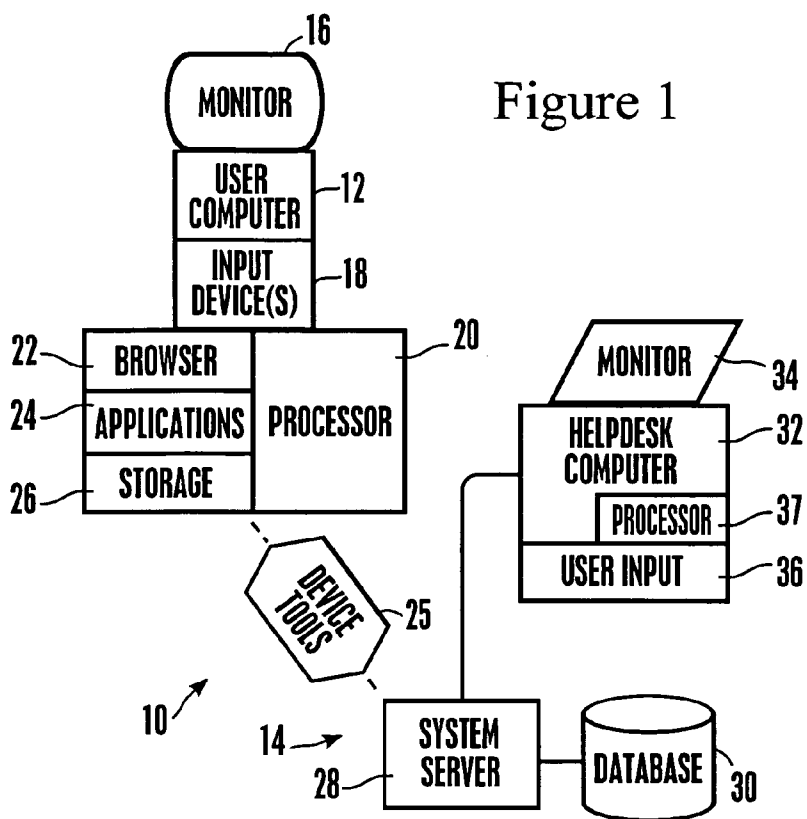 16
MONITOR
Figure 1
USER
COMPUTER
12
INPUT
DEVICE(S)
18
22
BROWSER
20
24
APPLICATIONS
PROCESSOR
26
STORAGE
MONITOR
34
HELPDESK
COMPUTER
32
PROCESSOR
37
USER INPUT
36
DEVICE
TOOLS
25
10
14
SYSTEM
SERVER
28
DATABASE
30